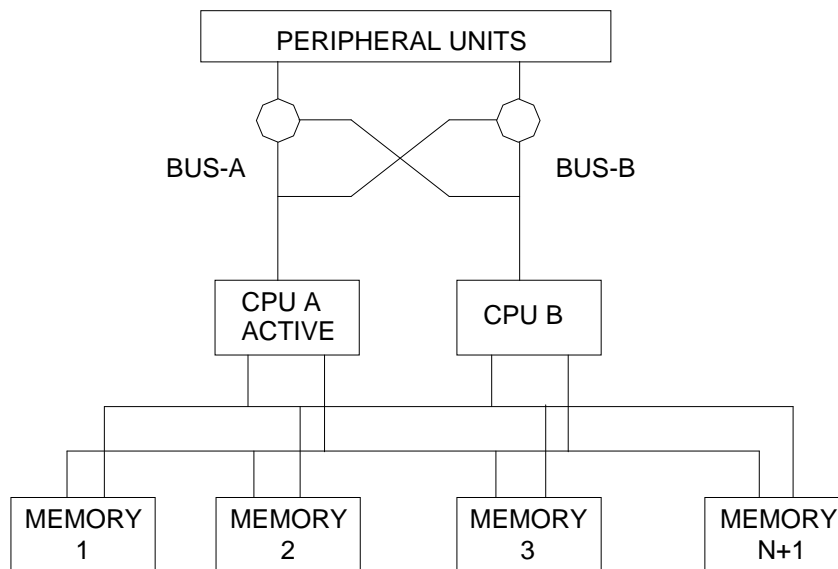 PERIPHERAL UNITS
BUS-A
BUS-B
CPU A
ACTIVE
CPU B
MEMORY
1
MEMORY
2
MEMORY
3
MEMORY
N+1